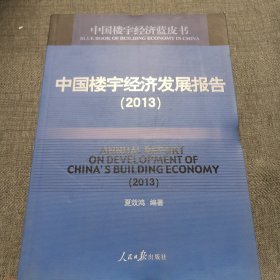 中国楼宇经济蓝皮书
BLUE BOOK OF BUILDING ECONOMY IN CHINA
中国楼宇经济发展报告
(2013)
ANNUAL REPORT
ON DEVELOPMENT OF
CHINA'S BUILDING ECONOMY
(2013)
夏效鸿 编著
人民日报出版社